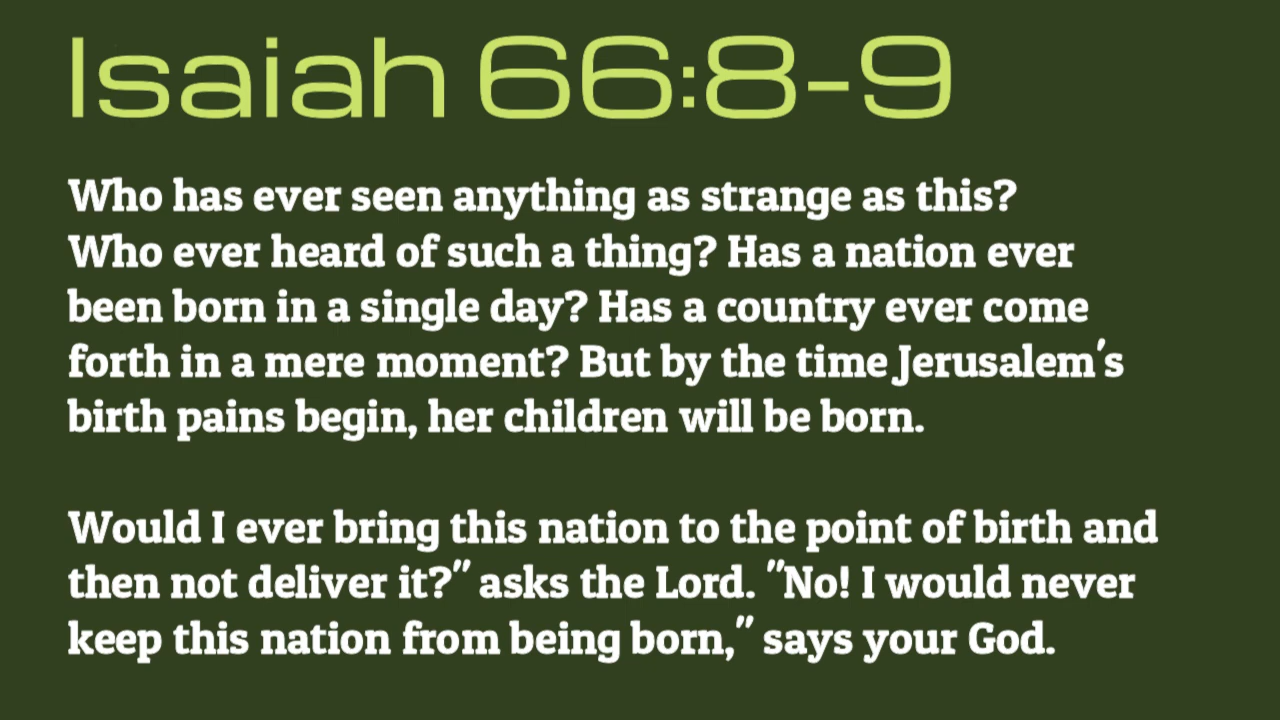 Isaiah 66:8-9
Who has ever seen anything as strange as this?
Who ever heard of such a thing? Has a nation ever
been born in a single day? Has a country ever come
forth in a mere moment? But by the time Jerusalem's
birth pains begin, her children will be born.
Would I ever bring this nation to the point of birth and
then not deliver it?" asks the Lord. "No! I would never
keep this nation from being born," says your God.